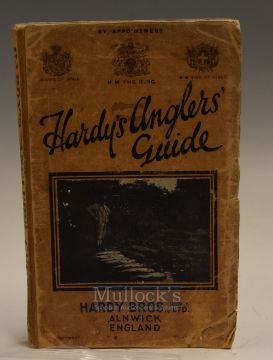 BY APPOINTMENT
H.M. THE KING
Hardy's Anglers'
Guide
Mullock's
HARDY BROS LTD.
ALNWICK
ENGLAND